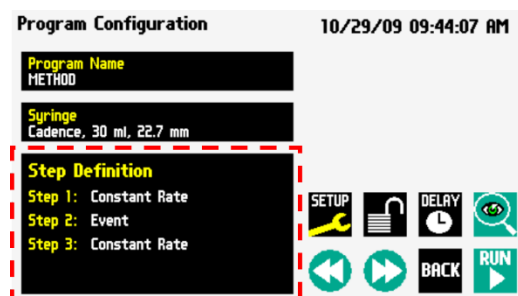 Program Configuration
10/29/09 09:44:07 AM
Program Name
METHOD
Syringe
Cadence, 30 ml, 22.7 mm
Step Definition
Step 1: Constant Rate
Step 2: Event
Step 3: Constant Rate
SETUP
DELAY
BACK
RUN